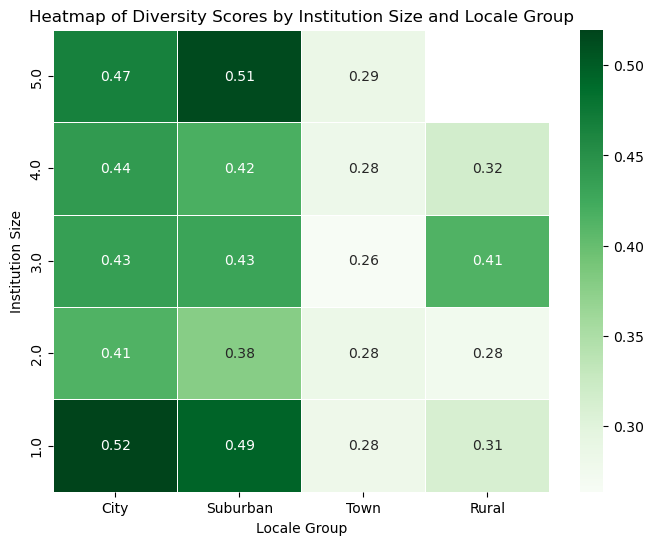 Heatmap of Diversity Scores by Institution Size and Locale Group
5.0 0.47 0.51 0.29
4.0 0.44 0.42 0.28 0.32
3.0 0.43 0.43 0.26 0.41
2.0 0.41 0.38 0.28 0.28
1.0 0.52 0.49 0.28 0.31
City Suburban Town Rural
Locale Group
Institution Size
0.50
0.45
0.40
0.35
0.30